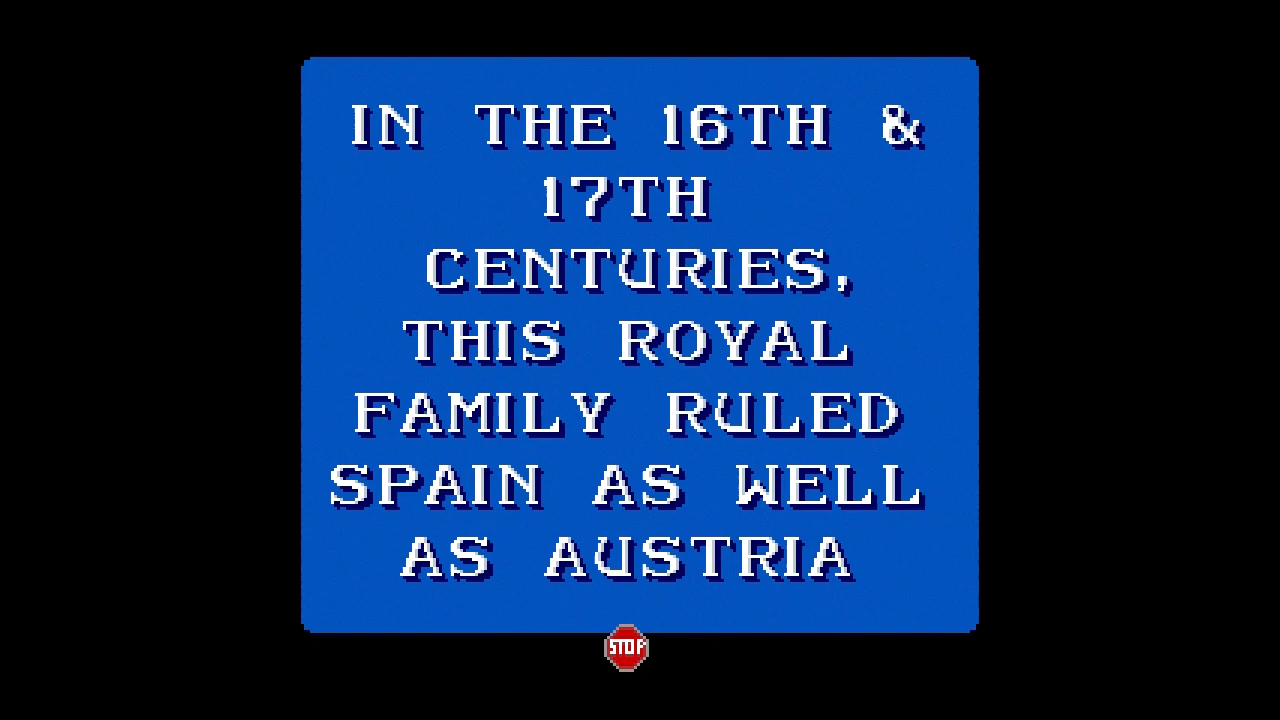 IN THE 16TH &
17TH
CENTURIES,
THIS ROYAL
FAMILY RULED
SPAIN AS WELL
AS AUSTRIA
STOP